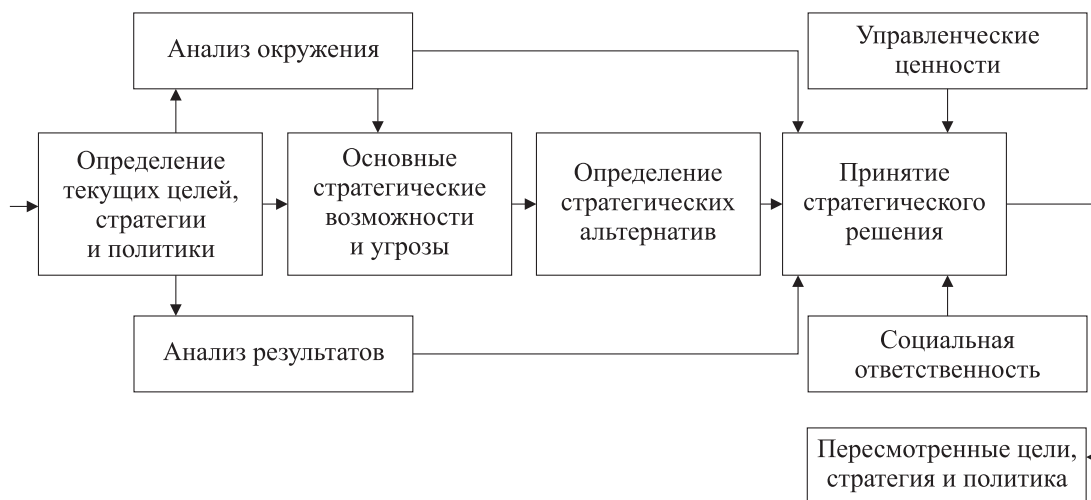 Анализ окружения
Управленческие
ценности
Определение
текущих целей,
стратегии
и политики
Основные
стратегические
возможности
и угрозы
Определение
стратегических
альтернатив
Принятие
стратегического
решения
Анализ результатов
Социальная
ответственность
Пересмотренные цели,
стратегия и политика